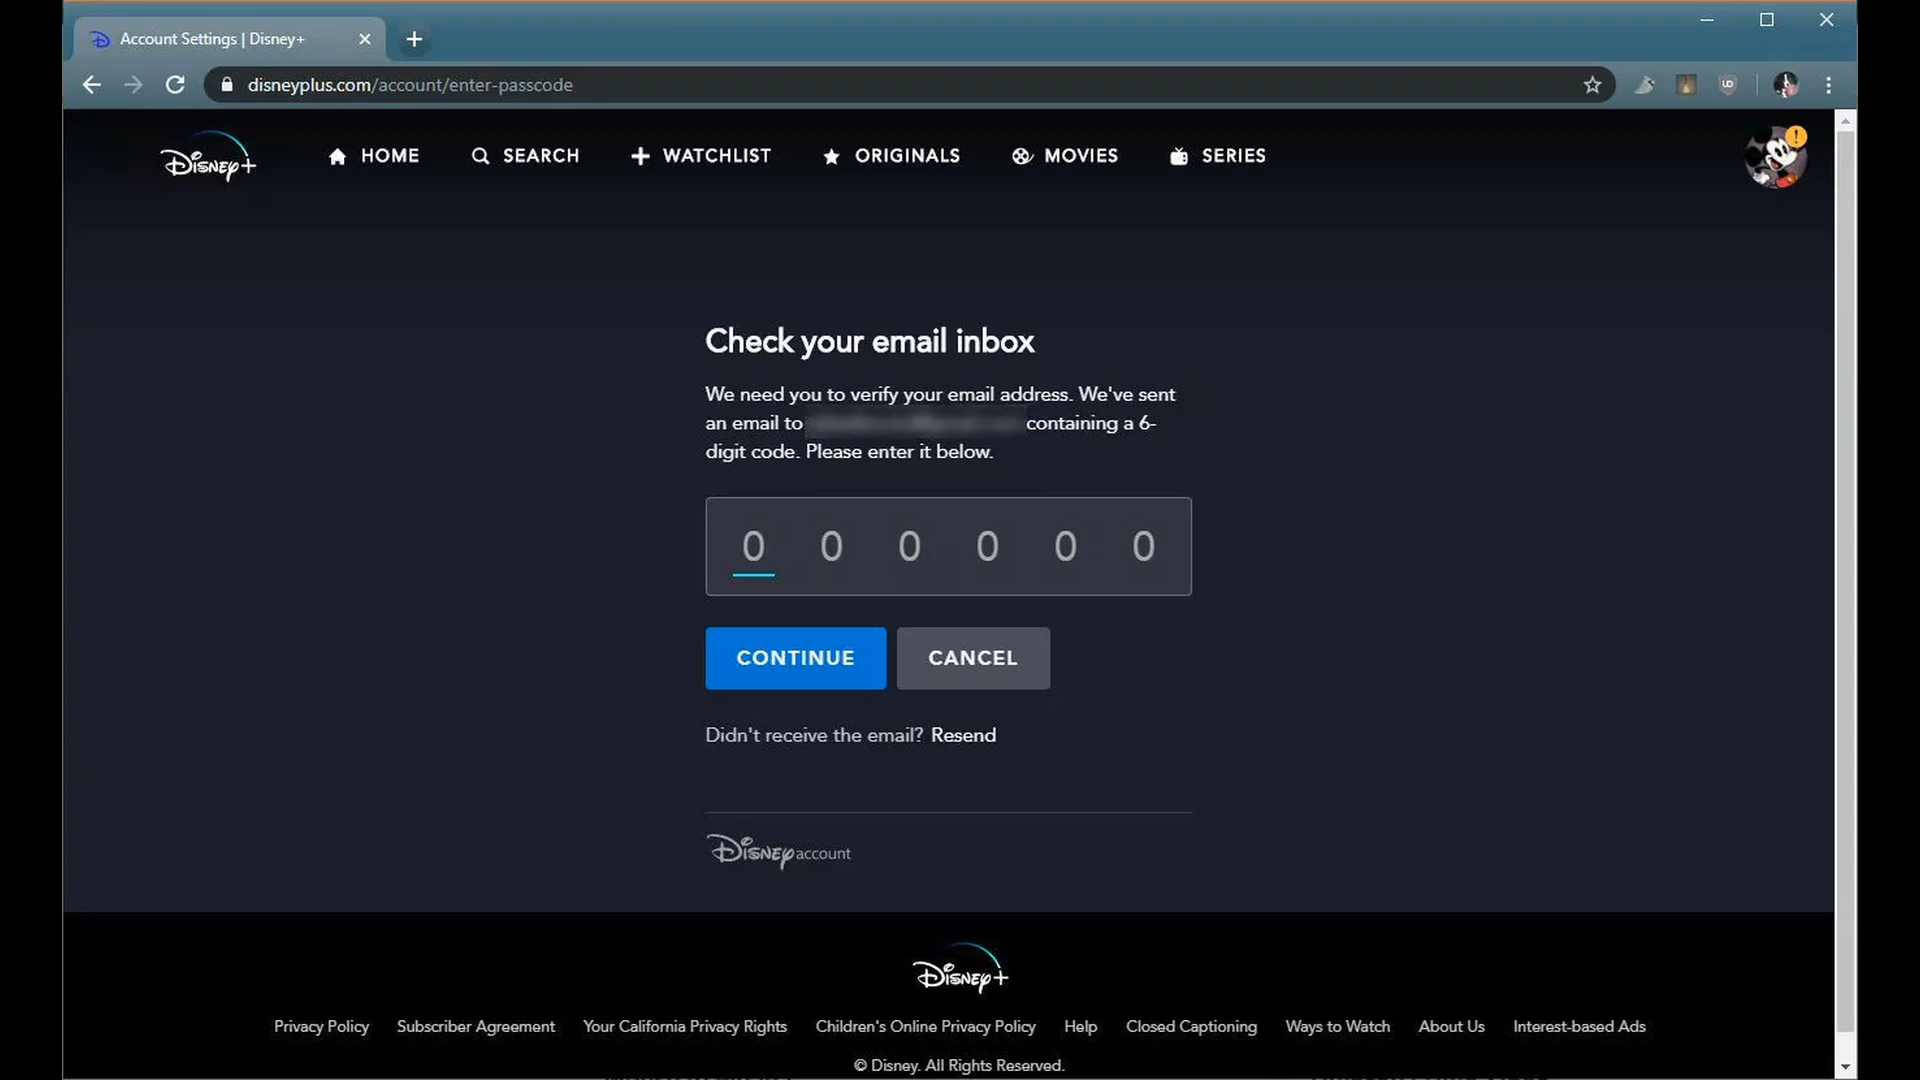 Account Settings | Disney+
disneyplus.com/account/enter-passcode
Disney+ HOME SEARCH WATCHLIST ORIGINALS MOVIES SERIES
Check your email inbox
We need you to verify your email address. We've sent
an email to containing a 6-
digit code. Please enter it below.
0 0 0 0 0 0
CONTINUE CANCEL
Didn't receive the email? Resend
Disney account
Disney+
Privacy Policy Subscriber Agreement Your California Privacy Rights Children's Online Privacy Policy Help Closed Captioning Ways to Watch About Us Interest-based Ads
© Disney. All Rights Reserved.